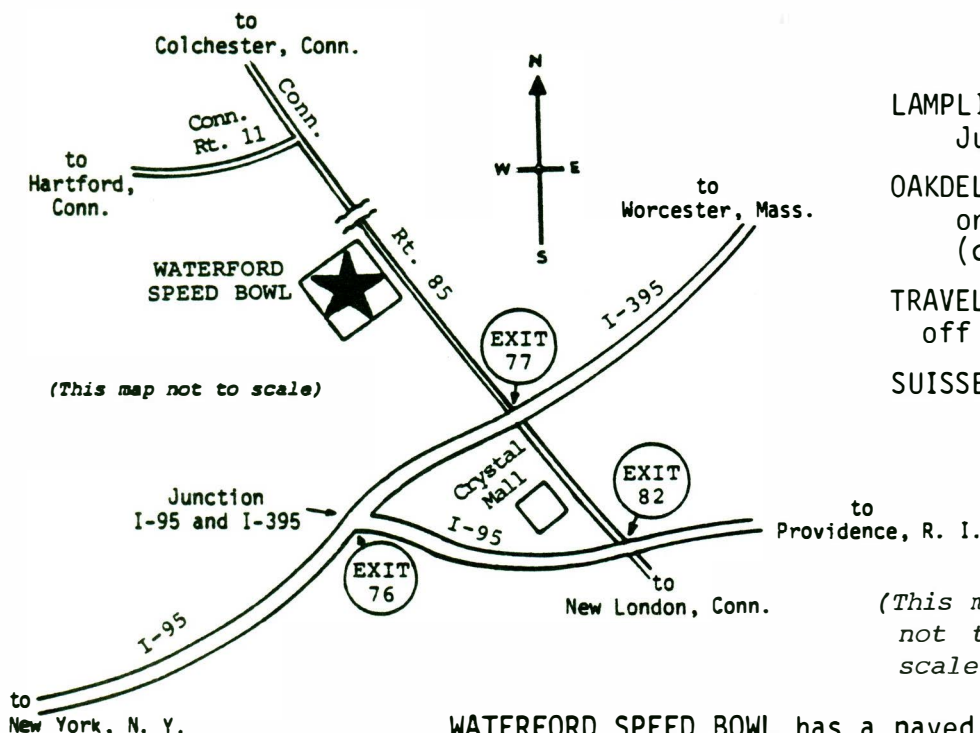 to
Colchester, Conn.
Conn.
Rt. 11
Conn.
to
Hartford,
Conn.
N
W E
S
to
Worcester, Mass.
WATERFORD
SPEED BOWL
Rt. 85
I-395
EXIT
77
(This map not to scale)
Crystal
Mall
EXIT
82
Junction
I-95 and I-395
I-95
to
Providence, R. I.
EXIT
76
to
New London, Conn.
I-95
to
New York, N. Y.
LAMPLI
Ju
OAKDEL
on
(c
TRAVEL
off
SUISSE
(This m
not t
scale
WATERFORD SPEED BOWL has a paved